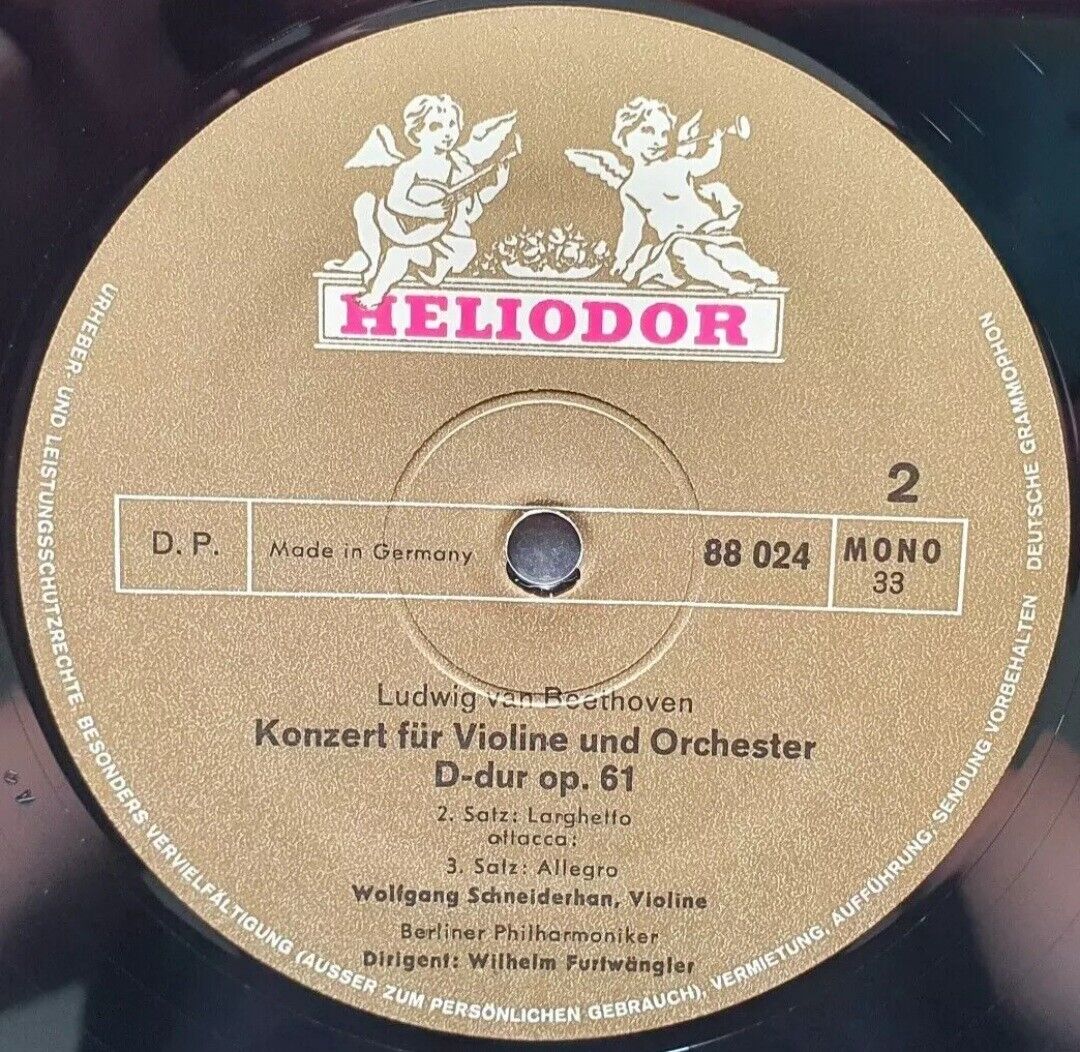 HELIODOR
2
D. P.
Made in Germany
88 024
MONO
33
Ludwig van Beethoven
Konzert für Violine und Orchester
D-dur op. 61
2. Satz: Larghetto
attacca:
3. Satz: Allegro
Wolfgang Schneiderhan, Violine
Berliner Philharmoniker
Dirigent: Wilhelm Furtwängler
URHEBER- UND LEISTUNGSSCHUTZRECHTE, BESONDERS VERVIELFÄLTIGUNG (AUSSER ZUM PERSÖNLICHEN GEBRAUCH), VERMIETUNG, AUFFÜHRUNG, SENDUNG VORBEHALTEN · DEUTSCHE GRAMMOPHON